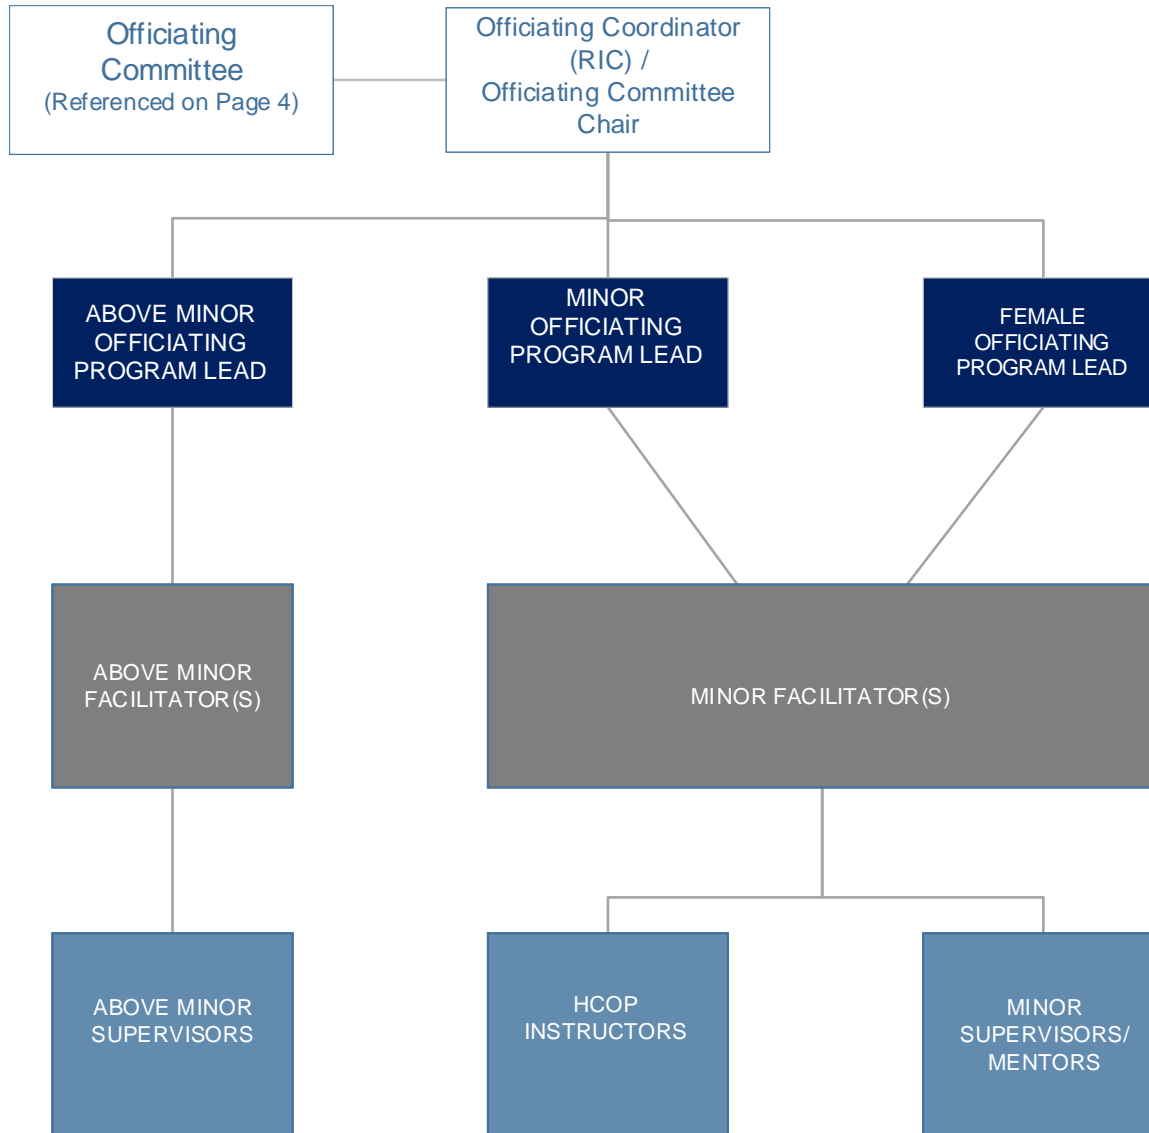 Officiating
Committee
(Referenced on Page 4)
Officiating Coordinator
(RIC) /
Officiating Committee
Chair
ABOVE MINOR
OFFICIATING
PROGRAM LEAD
MINOR
OFFICIATING
PROGRAM LEAD
FEMALE
OFFICIATING
PROGRAM LEAD
ABOVE MINOR
FACILITATOR(S)
MINOR FACILITATOR(S)
ABOVE MINOR
SUPERVISORS
HCOP
INSTRUCTORS
MINOR
SUPERVISORS/
MENTORS